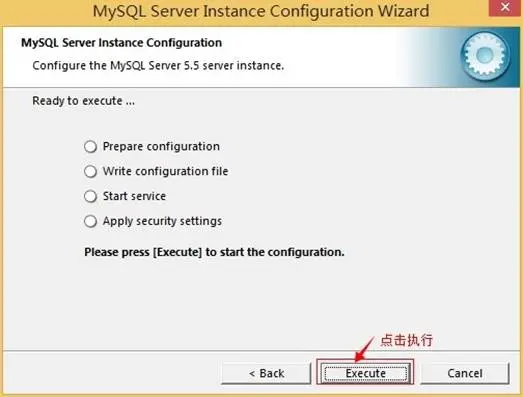 MySQL Server Instance Configuration Wizard
MySQL Server Instance Configuration
Configure the MySQL Server 5.5 server instance.
Ready to execute ...
Prepare configuration
Write configuration file
Start service
Apply security settings
Please press [Execute] to start the configuration.
点击执行
< Back Execute Cancel